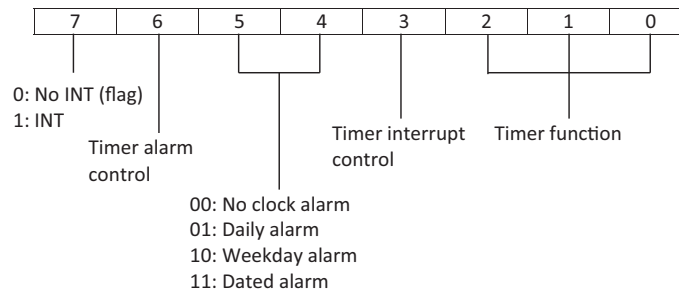 7 6 5 4 3 2 1 0
0: No INT (flag)
1: INT
Timer alarm
control
Timer interrupt
control
Timer function
00: No clock alarm
01: Daily alarm
10: Weekday alarm
11: Dated alarm